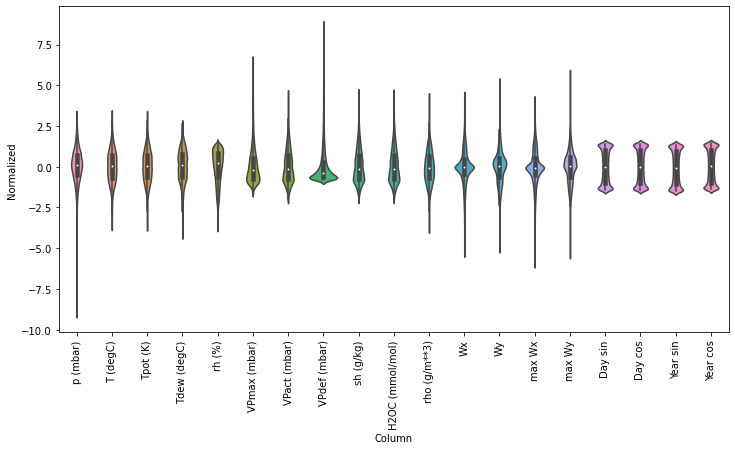 Normalized
7.5
5.0
2.5
0.0
−2.5
−5.0
−7.5
−10.0
p (mbar)
T (degC)
Tpot (K)
Tdew (degC)
rh (%)
VPmax (mbar)
VPact (mbar)
VPdef (mbar)
sh (g/kg)
H2OC (mmol/mol)
rho (g/m**3)
Wx
Wy
max Wx
max Wy
Day sin
Day cos
Year sin
Year cos
Column